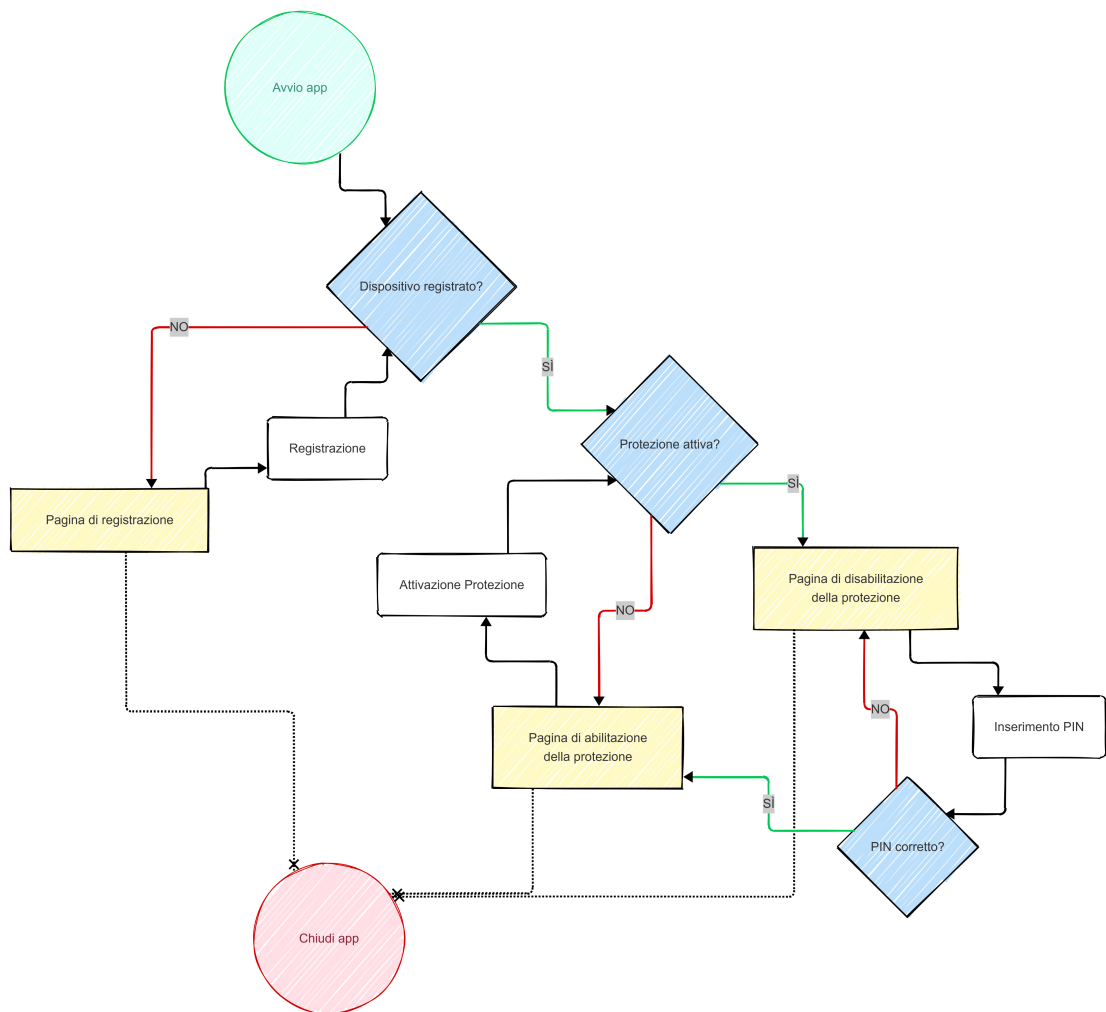 Avvio app
Dispositivo registrato?
NO
SÌ
Registrazione
Protezione attiva?
SÌ
Pagina di registrazione
Attivazione Protezione
Pagina di disabilitazione
della protezione
NO
NO
Inserimento PIN
Pagina di abilitazione
della protezione
SÌ
PIN corretto?
Chiudi app